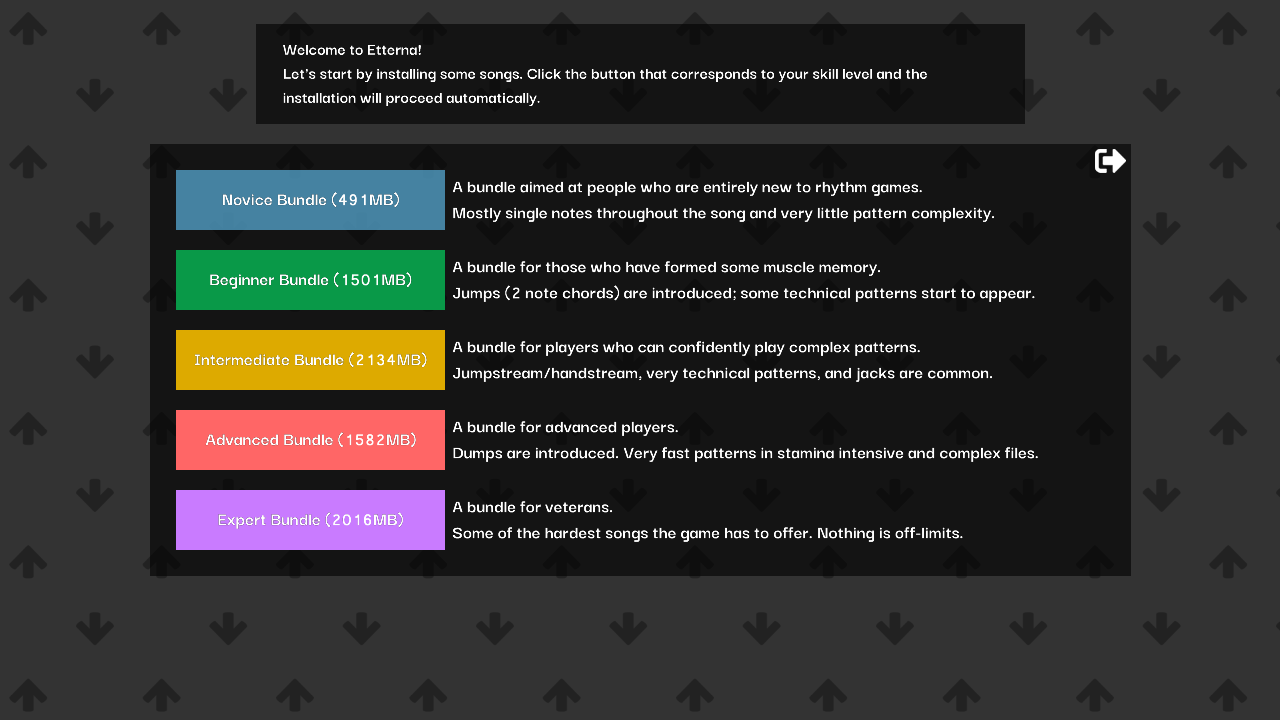 Welcome to Etterna!
Let's start by installing some songs. Click the button that corresponds to your skill level and the
installation will proceed automatically.
Novice Bundle (491MB)
A bundle aimed at people who are entirely new to rhythm games.
Mostly single notes throughout the song and very little pattern complexity.
Beginner Bundle (1501MB)
A bundle for those who have formed some muscle memory.
Jumps (2 note chords) are introduced; some technical patterns start to appear.
Intermediate Bundle (2134MB)
A bundle for players who can confidently play complex patterns.
Jumpstream/handstream, very technical patterns, and jacks are common.
Advanced Bundle (1582MB)
A bundle for advanced players.
Dumps are introduced. Very fast patterns in stamina intensive and complex files.
Expert Bundle (2016MB)
A bundle for veterans.
Some of the hardest songs the game has to offer. Nothing is off-limits.